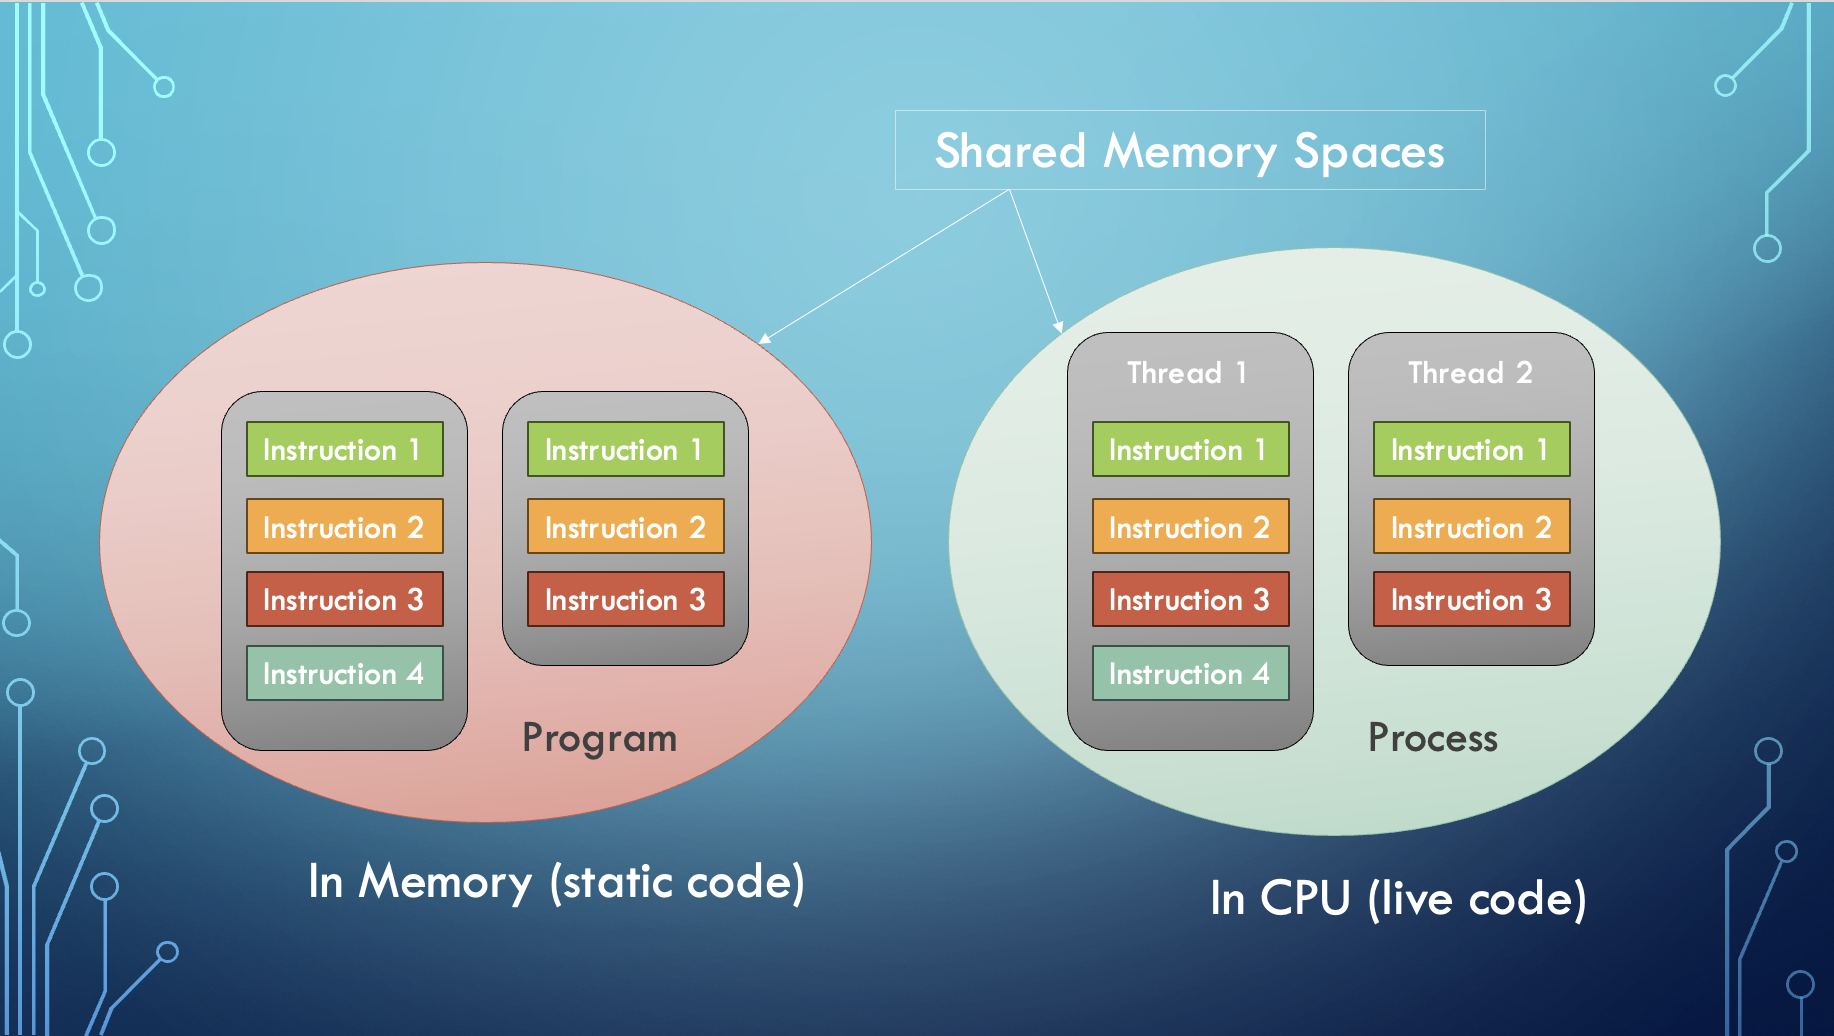 Shared Memory Spaces
Instruction 1
Instruction 2
Instruction 3
Instruction 4
Instruction 1
Instruction 2
Instruction 3
Program
In Memory (static code)
Thread 1
Instruction 1
Instruction 2
Instruction 3
Instruction 4
Thread 2
Instruction 1
Instruction 2
Instruction 3
Process
In CPU (live code)